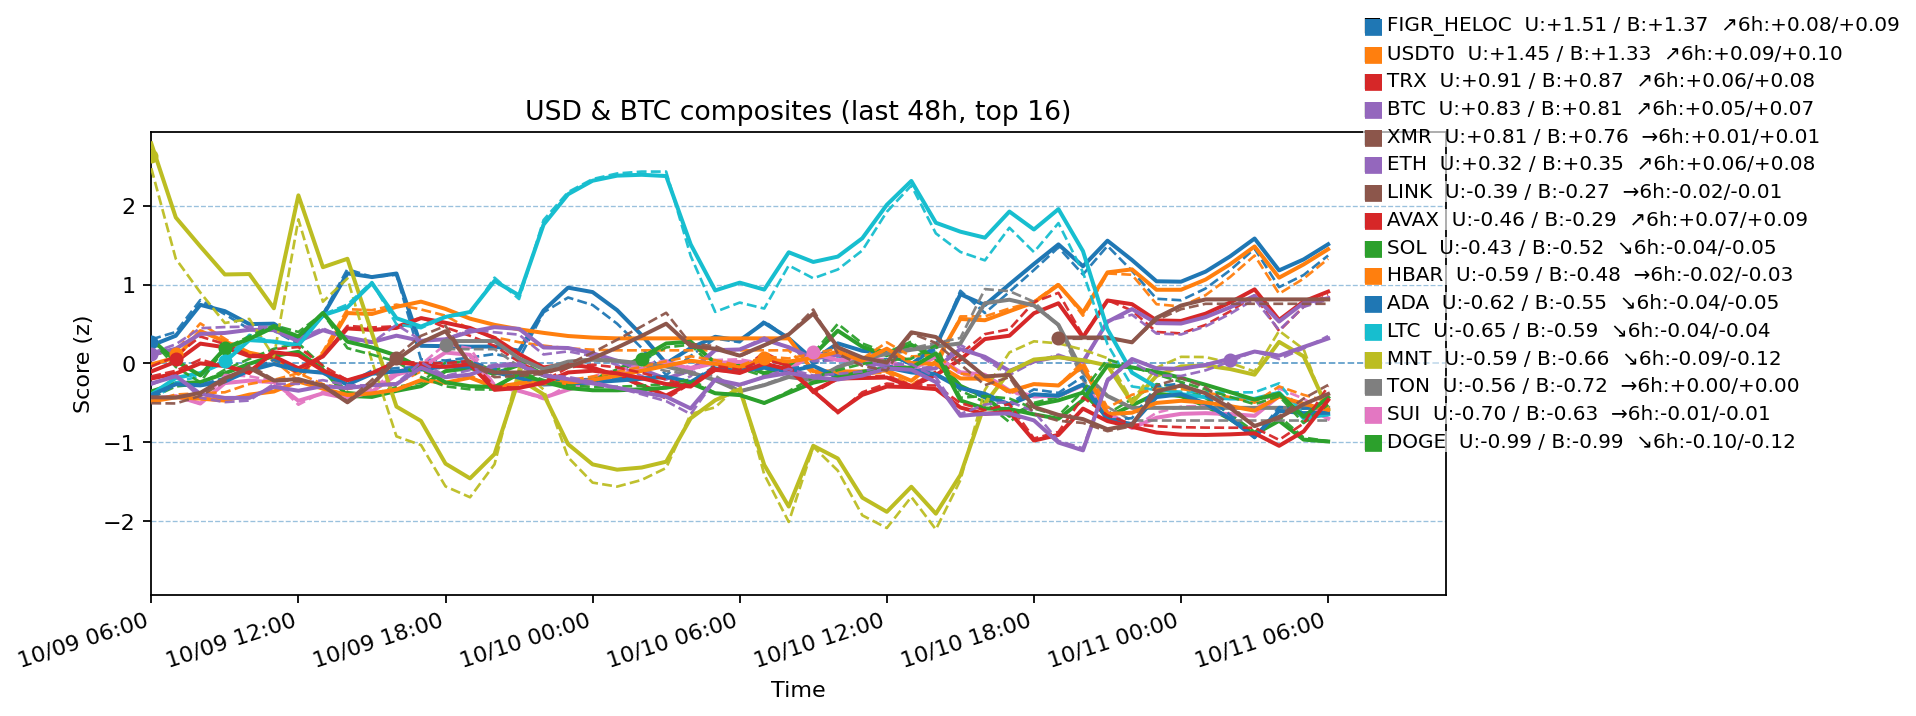 FIGR_HELOC U:+1.51 / B:+1.37 ↗6h:+0.08/+0.09
USDT0 U:+1.45 / B:+1.33 ↗6h:+0.09/+0.10
TRX U:+0.91 / B:+0.87 ↗6h:+0.06/+0.08
BTC U:+0.83 / B:+0.81 ↗6h:+0.05/+0.07
XMR U:+0.81 / B:+0.76 →6h:+0.01/+0.01
ETH U:+0.32 / B:+0.35 ↗6h:+0.06/+0.08
LINK U:-0.39 / B:-0.27 →6h:-0.02/-0.01
AVAX U:-0.46 / B:-0.29 ↗6h:+0.07/+0.09
SOL U:-0.43 / B:-0.52 ↘6h:-0.04/-0.05
HBAR U:-0.59 / B:-0.48 →6h:-0.02/-0.03
ADA U:-0.62 / B:-0.55 ↘6h:-0.04/-0.05
LTC U:-0.65 / B:-0.59 ↘6h:-0.04/-0.04
MNT U:-0.59 / B:-0.66 ↘6h:-0.09/-0.12
TON U:-0.56 / B:-0.72 →6h:+0.00/+0.00
SUI U:-0.70 / B:-0.63 →6h:-0.01/-0.01
DOGE U:-0.99 / B:-0.99 ↘6h:-0.10/-0.12
USD & BTC composites (last 48h, top 16)
Score (z)
2
1
0
−1
−2
10/09 06:00
10/09 12:00
10/09 18:00
10/10 00:00
10/10 06:00
10/10 12:00
10/10 18:00
10/11 00:00
10/11 06:00
Time